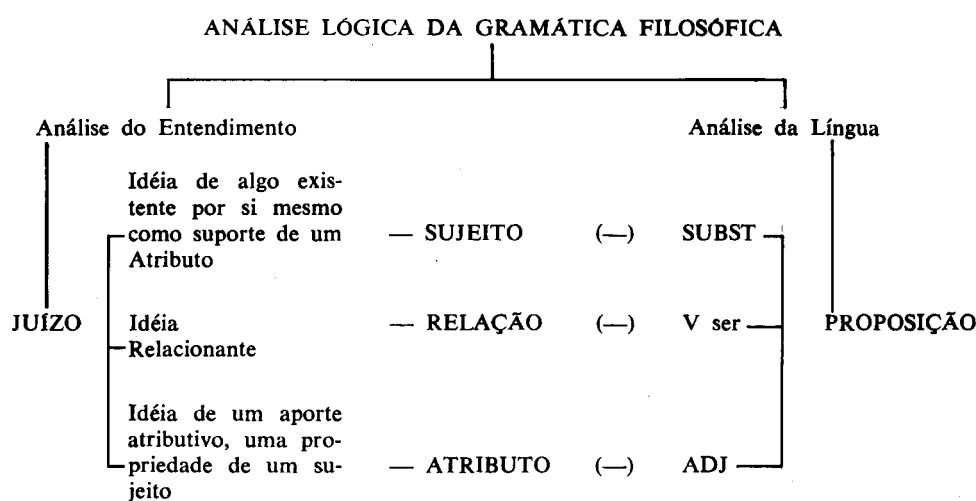 ANÁLISE LÓGICA DA GRAMÁTICA FILOSÓFICA
Análise do Entendimento
Análise da Língua
Idéia de algo exis-
tente por si mesmo
como suporte de um
Atributo
— SUJEITO (—) SUBST
JUÍZO
Idéia
Relacionante
— RELAÇÃO (—) V ser
PROPOSIÇÃO
Idéia de um aporte
atributivo, uma pro-
priedade de um su-
jeito
— ATRIBUTO (—) ADJ